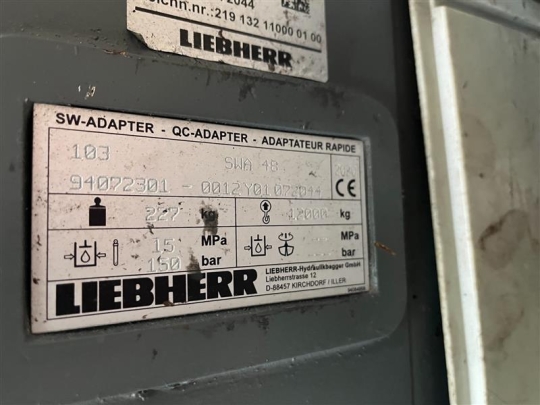 2044
chn.nr.:219 132 11000 01 00
LIEBHERR
SW-ADAPTER - QC-ADAPTER - ADAPTATEUR RAPIDE
103 SWA 48
94072301 - 0012Y01072044
CE
227 kg 12000 kg
15 MPa MPa
150 bar bar
LIEBHERR
LIEBHERR-Hydraulikbagger GmbH
Liebherrstrasse 12
D-88457 KIRCHDORF / ILLER